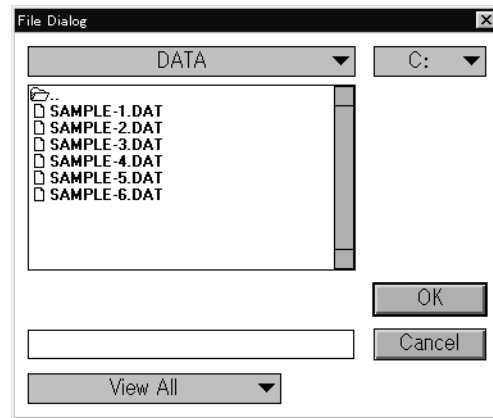 File Dialog
DATA
C:
..
SAMPLE-1.DAT
SAMPLE-2.DAT
SAMPLE-3.DAT
SAMPLE-4.DAT
SAMPLE-5.DAT
SAMPLE-6.DAT
OK
Cancel
View All